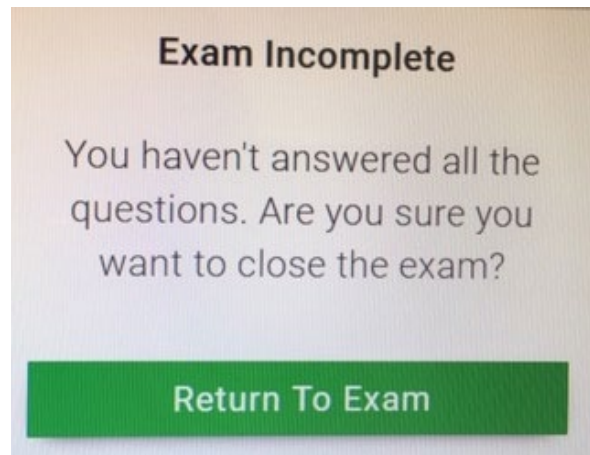 Exam Incomplete
You haven't answered all the
questions. Are you sure you
want to close the exam?
Return To Exam